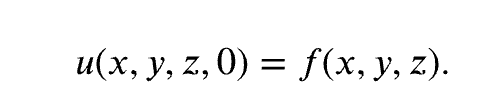 u(x, y, z, 0) = f(x, y, z).